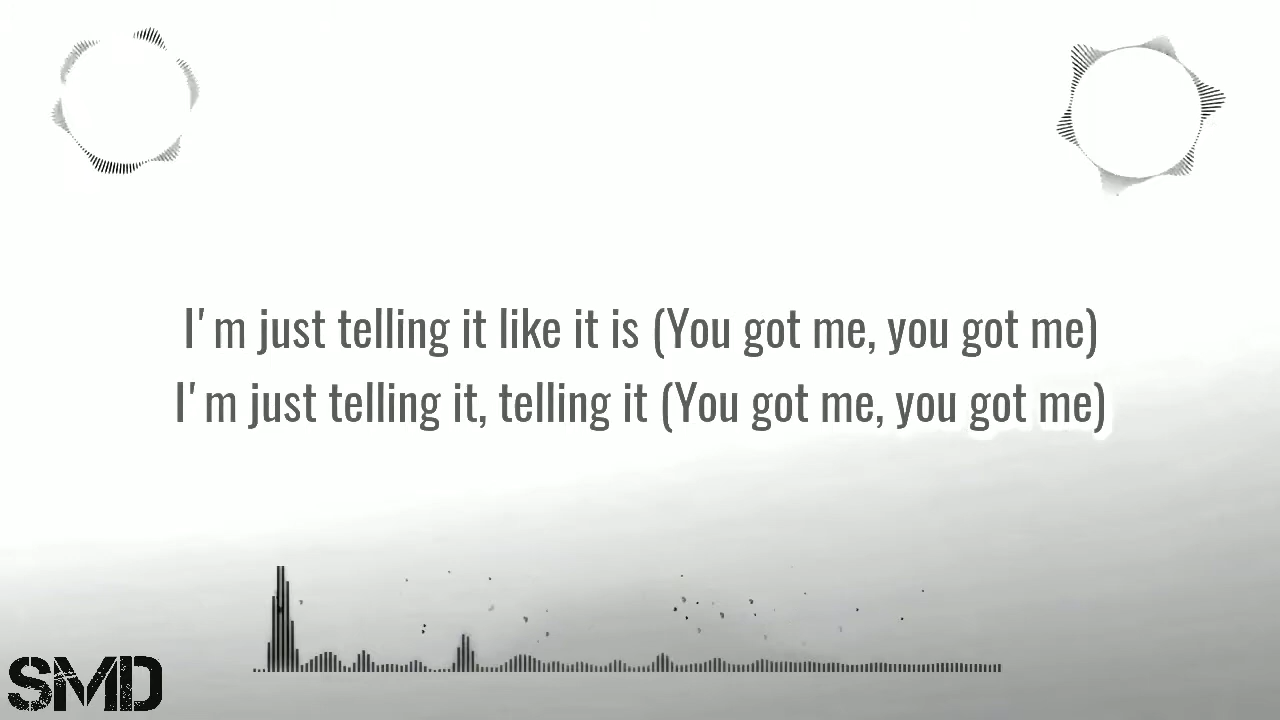 I'm just telling it like it is (You got me, you got me)
I'm just telling it, telling it (You got me, you got me)
SMD